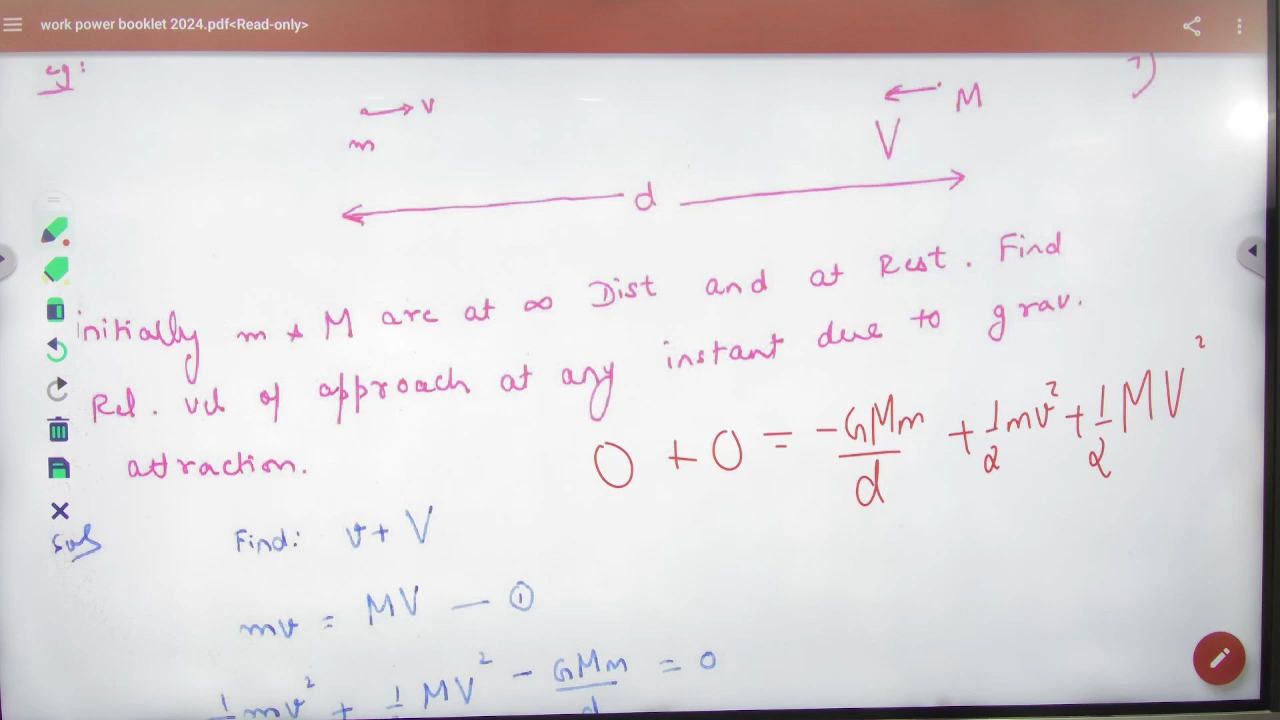 work power booklet 2024.pdf<Read-only>
eg:
m → v
V ← M
d
initially m & M are at ∞ Dist and at Rest. Find
Rel. vel of approach at any instant due to grav.
attraction.
0 + 0 = -GMm/d + 1/2 mv² + 1/2 MV²
Sol
Find: v + V
mv = MV — ①
1/2 mv² + 1/2 MV² - GMm/d = 0